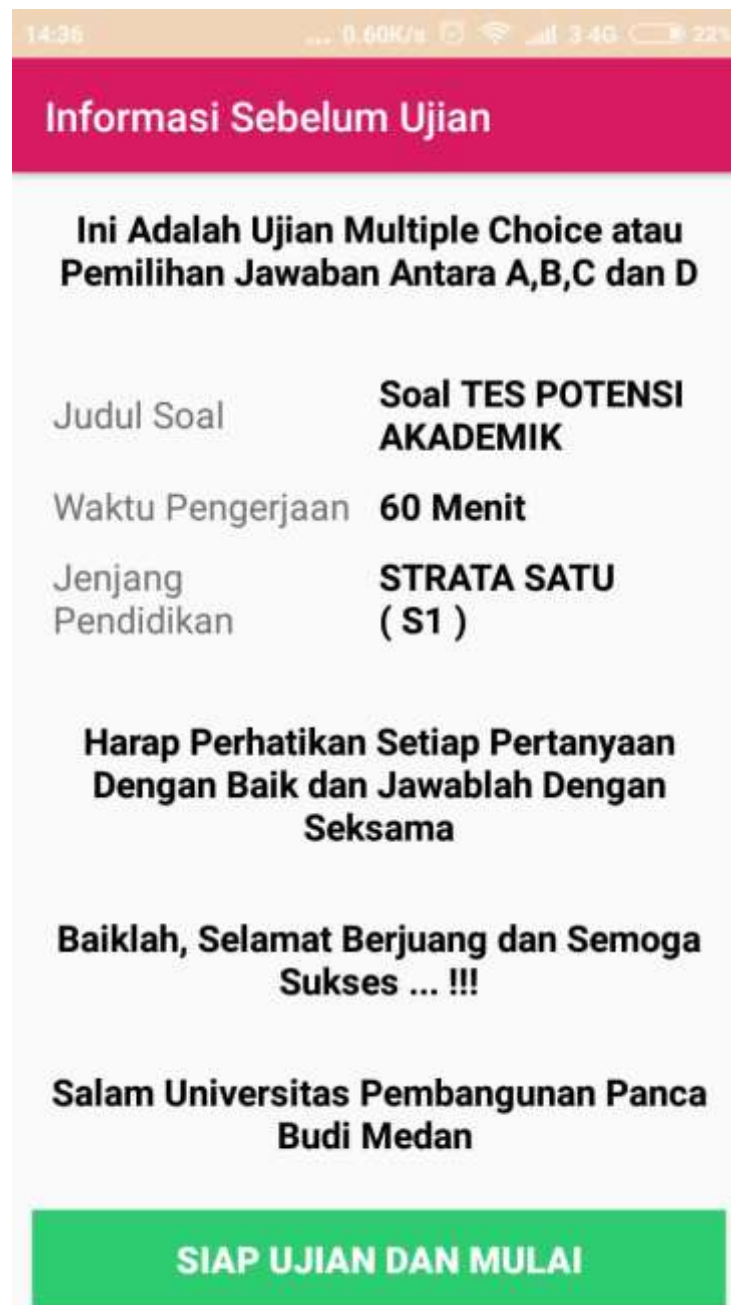 14:36 ... 0.60K/s 3 4G 22%
Informasi Sebelum Ujian
Ini Adalah Ujian Multiple Choice atau
Pemilihan Jawaban Antara A,B,C dan D
Judul Soal Soal TES POTENSI
AKADEMIK
Waktu Pengerjaan 60 Menit
Jenjang STRATA SATU
Pendidikan ( S1 )
Harap Perhatikan Setiap Pertanyaan
Dengan Baik dan Jawablah Dengan
Seksama
Baiklah, Selamat Berjuang dan Semoga
Sukses ... !!!
Salam Universitas Pembangunan Panca
Budi Medan
SIAP UJIAN DAN MULAI